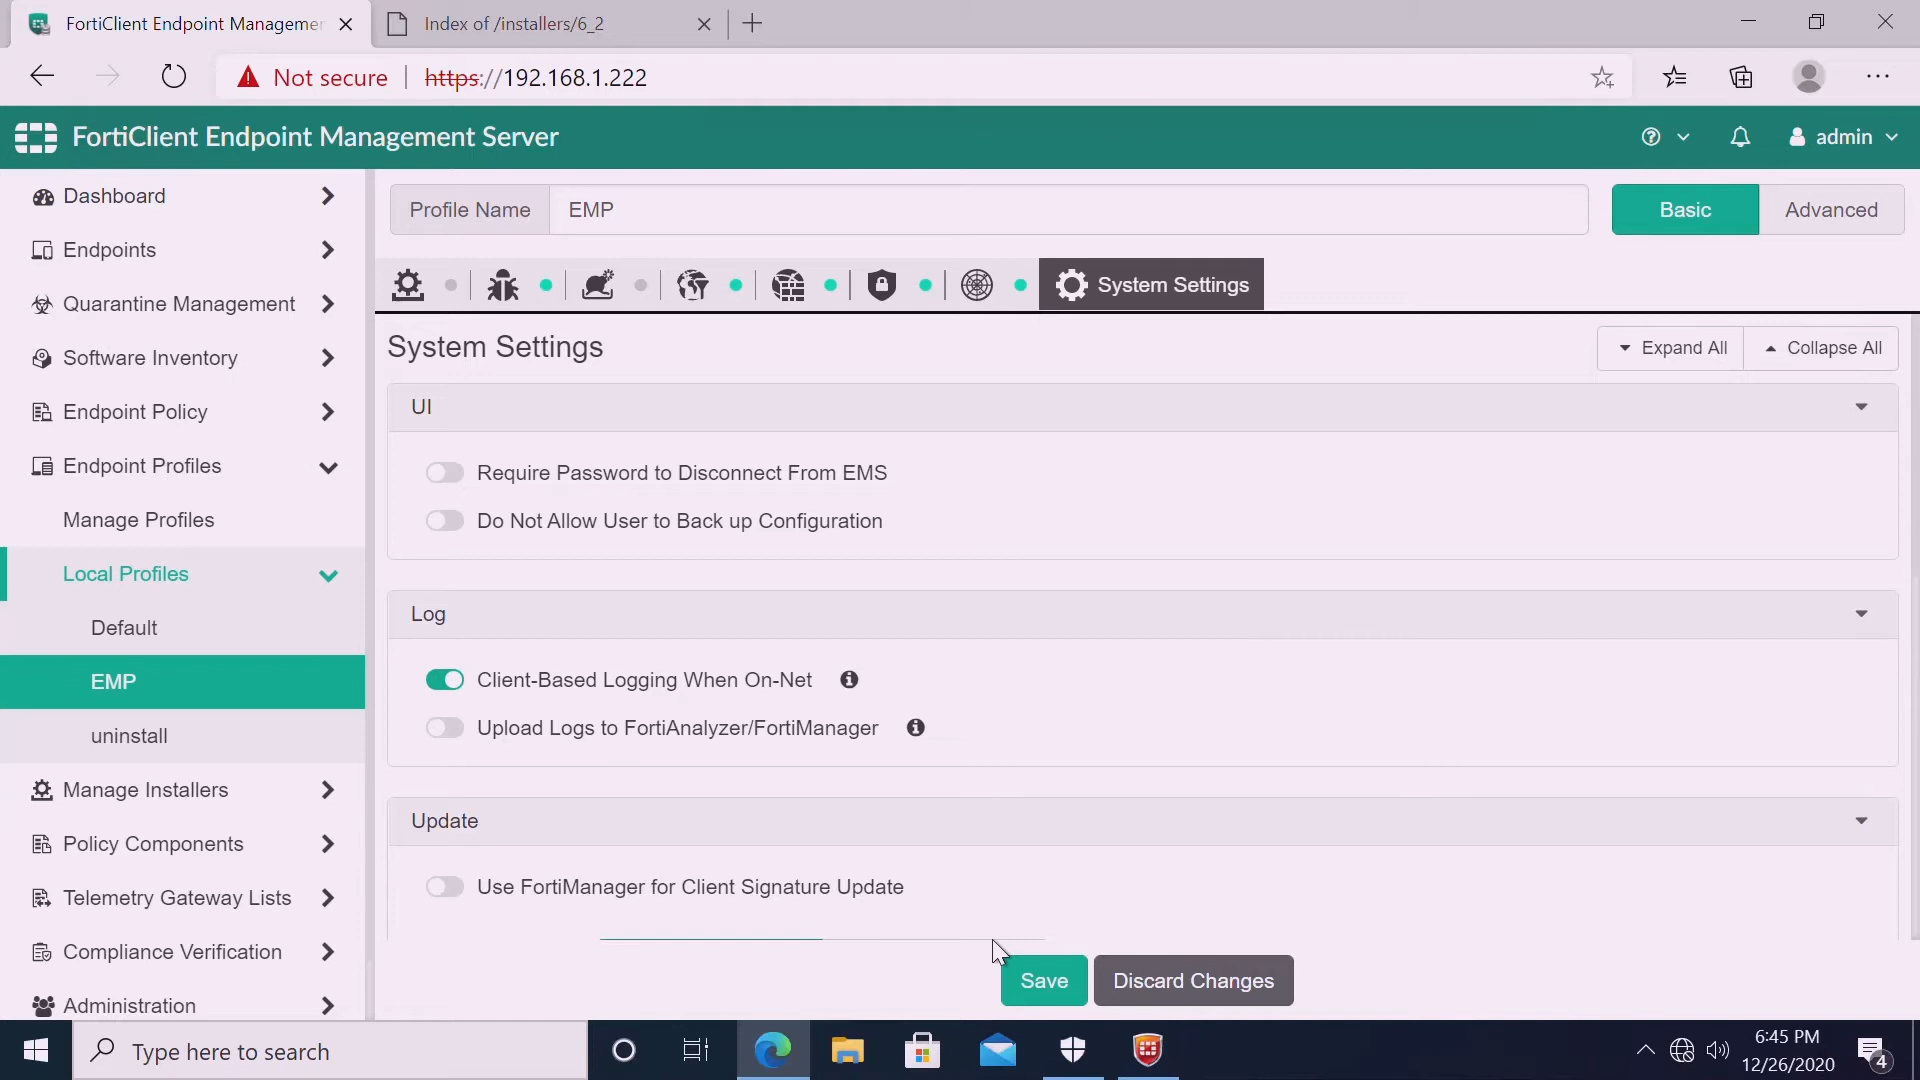 FortiClient Endpoint Managemer
Index of /installers/6_2
Not secure
https://192.168.1.222
FortiClient Endpoint Management Server
admin
Dashboard
Endpoints
Quarantine Management
Software Inventory
Endpoint Policy
Endpoint Profiles
Manage Profiles
Local Profiles
Default
EMP
uninstall
Manage Installers
Policy Components
Telemetry Gateway Lists
Compliance Verification
Administration
Profile Name
EMP
Basic
Advanced
System Settings
System Settings
Expand All
Collapse All
UI
Require Password to Disconnect From EMS
Do Not Allow User to Back up Configuration
Log
Client-Based Logging When On-Net
Upload Logs to FortiAnalyzer/FortiManager
Update
Use FortiManager for Client Signature Update
Save
Discard Changes
Type here to search
6:45 PM
12/26/2020
4